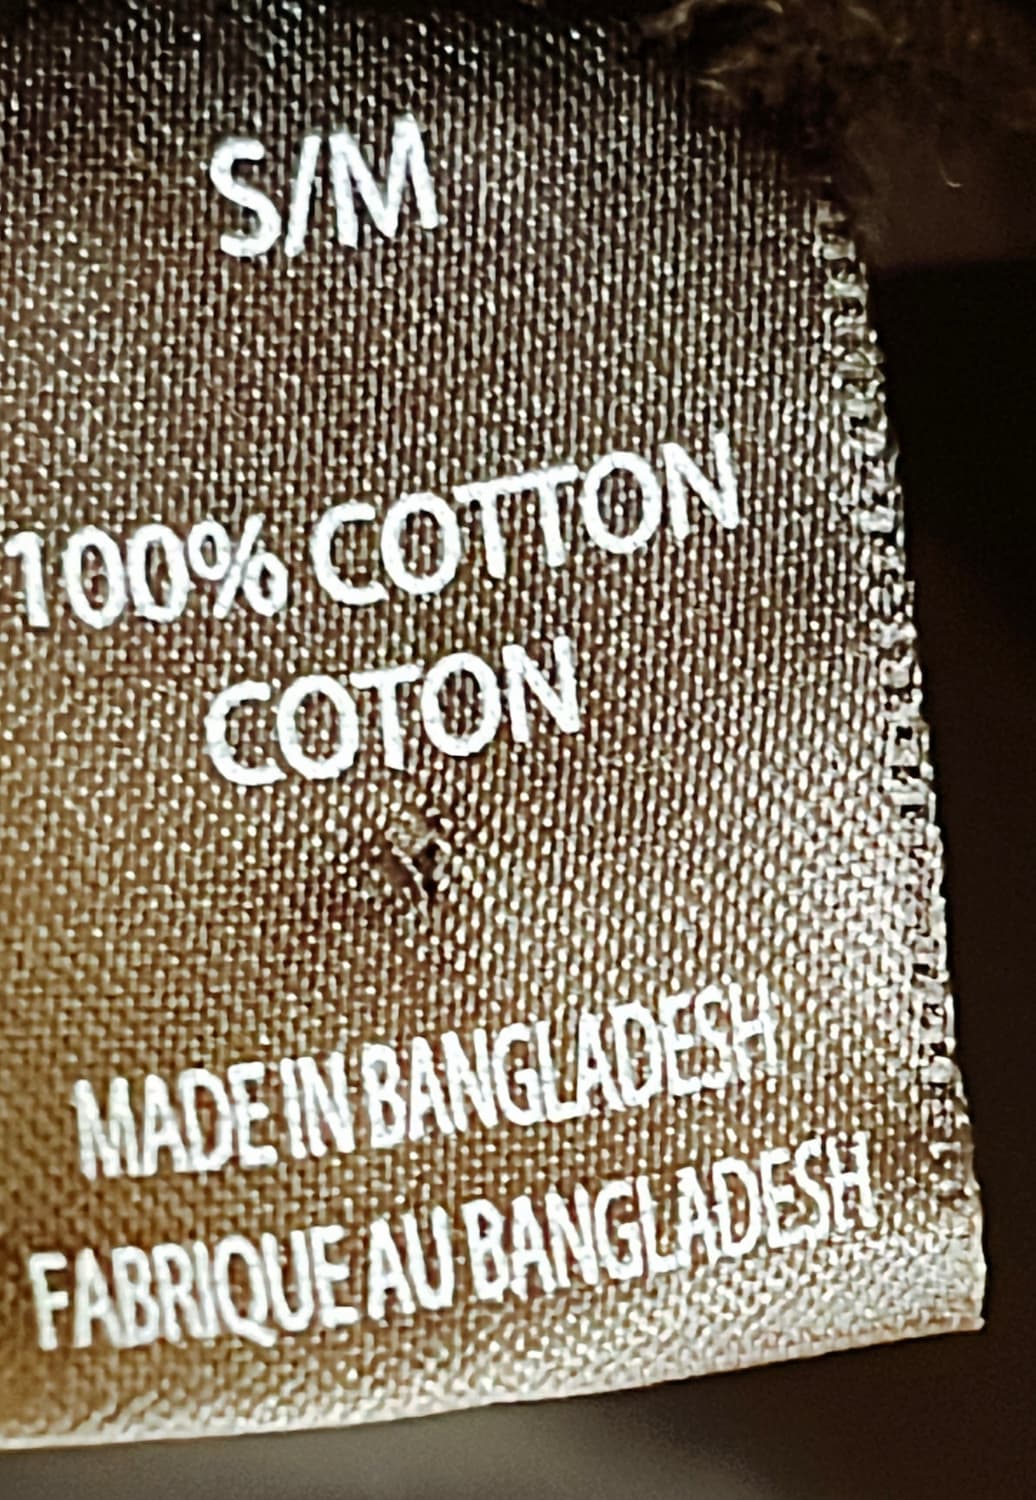 S/M
100% COTTON
COTON
MADE IN BANGLADESH
FABRIQUE AU BANGLADESH